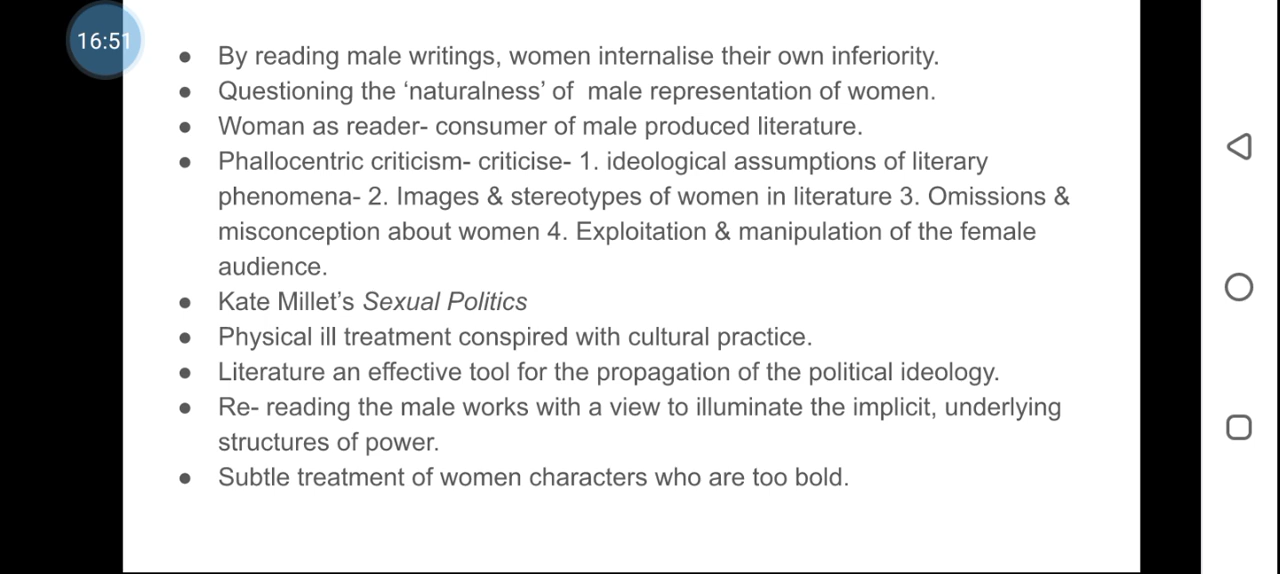 16:51
● By reading male writings, women internalise their own inferiority.
● Questioning the ‘naturalness’ of  male representation of women.
● Woman as reader- consumer of male produced literature.
● Phallocentric criticism- criticise- 1. ideological assumptions of literary
phenomena- 2. Images & stereotypes of women in literature 3. Omissions &
misconception about women 4. Exploitation & manipulation of the female
audience.
● Kate Millet’s Sexual Politics
● Physical ill treatment conspired with cultural practice.
● Literature an effective tool for the propagation of the political ideology.
● Re- reading the male works with a view to illuminate the implicit, underlying
structures of power.
● Subtle treatment of women characters who are too bold.